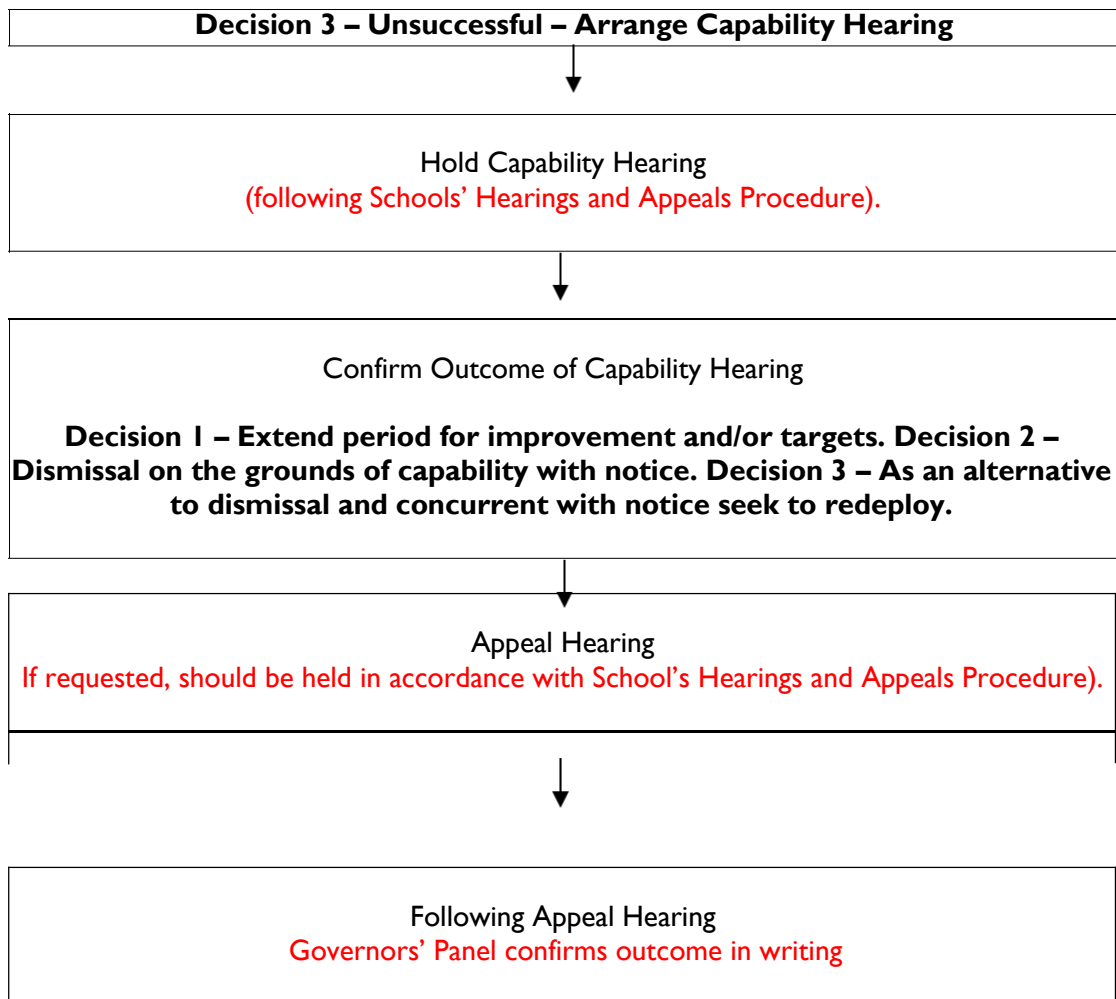 Decision 3 – Unsuccessful – Arrange Capability Hearing
Hold Capability Hearing
(following Schools’ Hearings and Appeals Procedure).
Confirm Outcome of Capability Hearing
Decision 1 – Extend period for improvement and/or targets. Decision 2 –
Dismissal on the grounds of capability with notice. Decision 3 – As an alternative
to dismissal and concurrent with notice seek to redeploy.
Appeal Hearing
If requested, should be held in accordance with School’s Hearings and Appeals Procedure).
Following Appeal Hearing
Governors’ Panel confirms outcome in writing